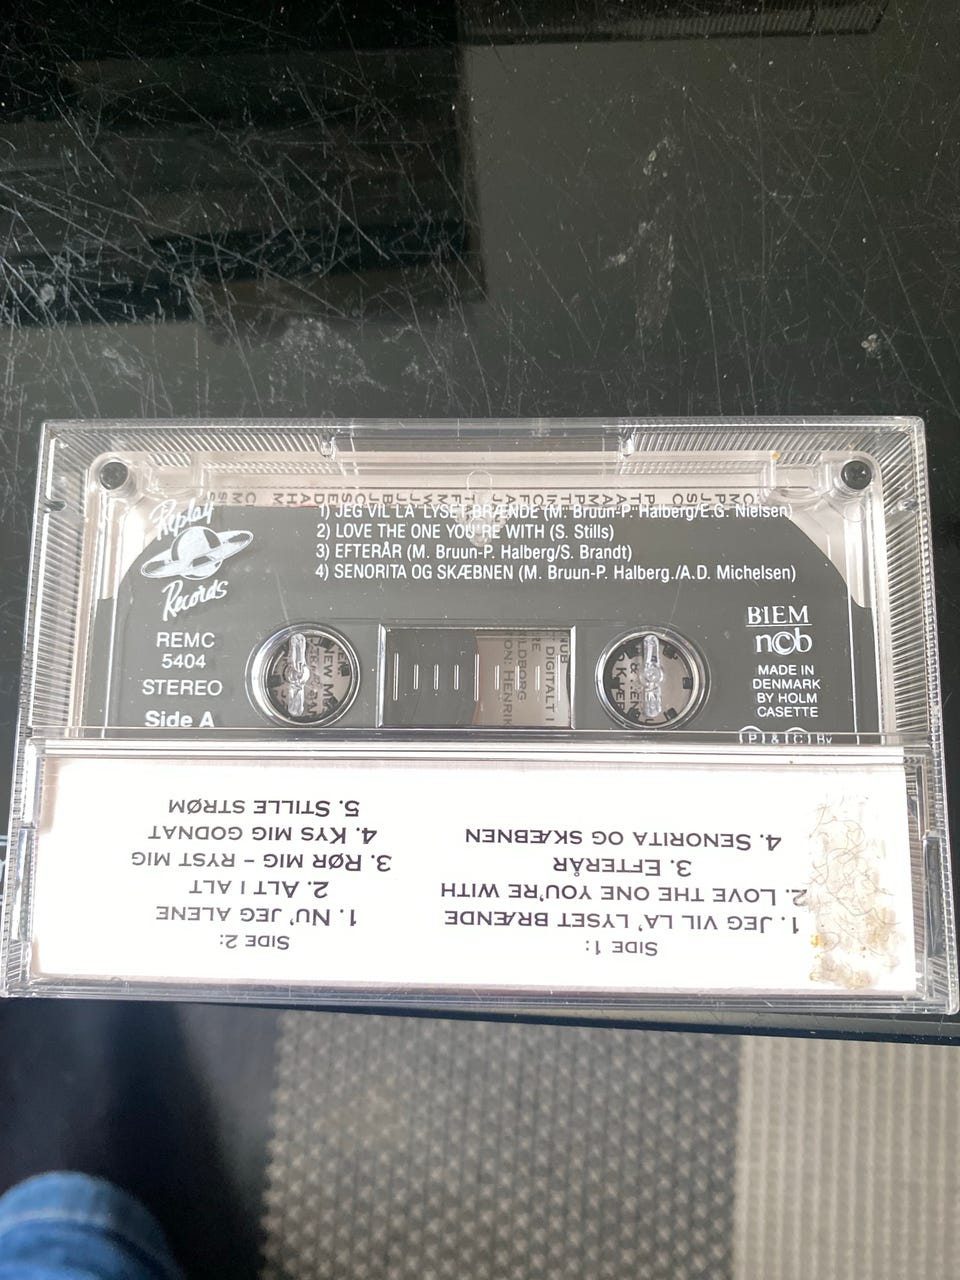 Replay
Records
REMC
5404
STEREO
Side A
1) JEG VIL LA' LYSET BRÆNDE (M. Bruun-P. Halberg/E.G. Nielsen)
2) LOVE THE ONE YOU'RE WITH (S. Stills)
3) EFTERÅR (M. Bruun-P. Halberg/S. Brandt)
4) SENORITA OG SKÆBNEN (M. Bruun-P. Halberg./A.D. Michelsen)
BIEM
ncb
MADE IN
DENMARK
BY HOLM
CASETTE
(P) & (C) By
DIGITALT I
HENRIK
SIDE 1:
1. JEG VIL LA' LYSET BRÆNDE
2. LOVE THE ONE YOU'RE WITH
3. EFTERÅR
4. SENORITA OG SKÆBNEN
SIDE 2:
1. NU' JEG ALENE
2. ALT I ALT
3. RØR MIG – RYST MIG
4. KYS MIG GODNAT
5. STILLE STRØM